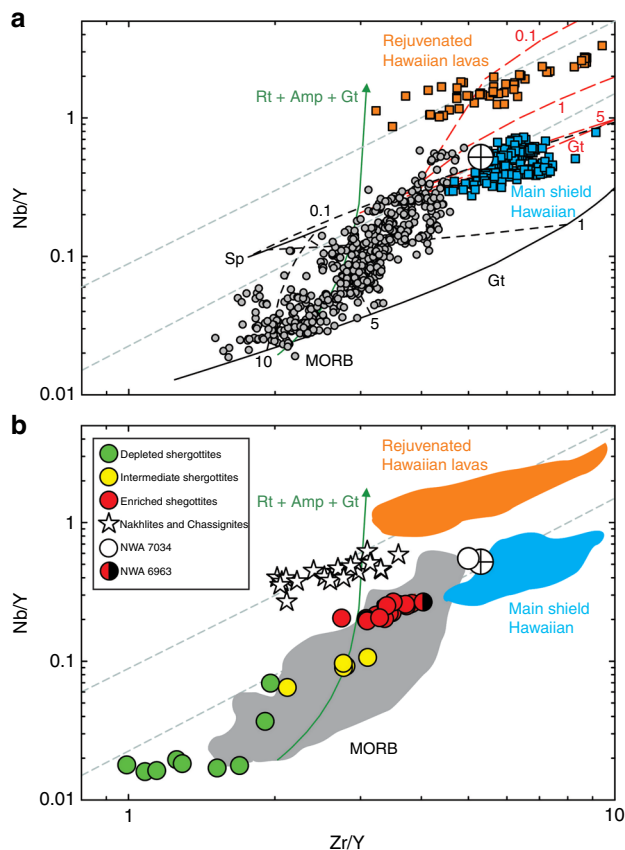 a
Rejuvenated
Hawaiian lavas
0.1
Rt + Amp + Gt
1
5
Gt
Main shield
Hawaiian
0.1
Sp
1
Gt
5
10
MORB
1
0.1
0.01
Nb/Y
b
Depleted shergottites
Intermediate shergottites
Enriched shegottites
Nakhlites and Chassignites
NWA 7034
NWA 6963
Rejuvenated
Hawaiian lavas
Rt + Amp + Gt
Main shield
Hawaiian
MORB
1
0.1
0.01
Nb/Y
1
10
Zr/Y